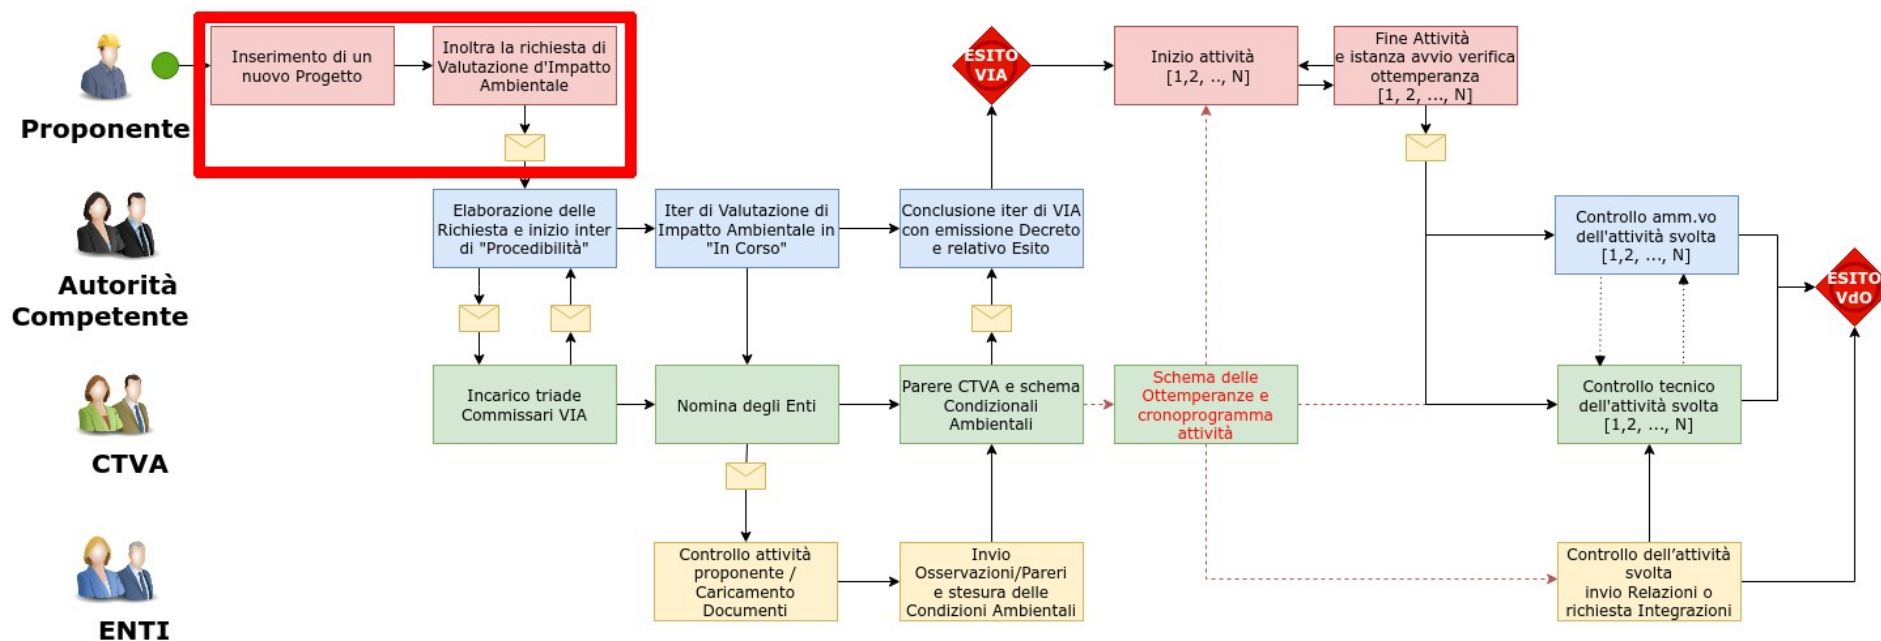 Proponente
Inserimento di un
nuovo Progetto
Inoltra la richiesta di
Valutazione d'Impatto
Ambientale
ESITO
VIA
Inizio attività
[1,2, .., N]
Fine Attività
e istanza avvio verifica
ottemperanza
[1, 2, ..., N]
Autorità
Competente
Elaborazione delle
Richiesta e inizio inter
di "Procedibilità"
Iter di Valutazione di
Impatto Ambientale in
"In Corso"
Conclusione iter di VIA
con emissione Decreto
e relativo Esito
Controllo amm.vo
dell'attività svolta
[1,2, ..., N]
ESITO
VdO
CTVA
Incarico triade
Commissari VIA
Nomina degli Enti
Parere CTVA e schema
Condizionali
Ambientali
Schema delle
Ottemperanze e
cronoprogramma
attività
Controllo tecnico
dell'attività svolta
[1,2, ..., N]
ENTI
Controllo attività
proponente /
Caricamento
Documenti
Invio
Osservazioni/Pareri
e stesura delle
Condizioni Ambientali
Controllo dell’attività
svolta
invio Relazioni o
richiesta Integrazioni